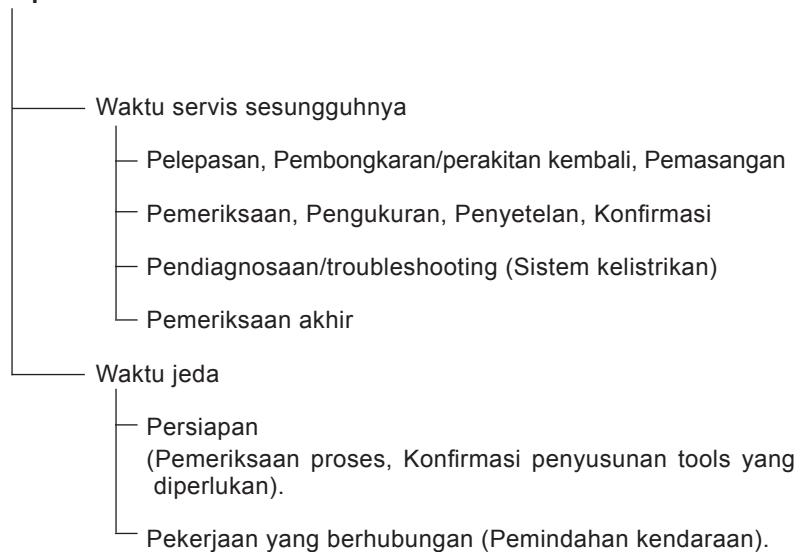 Waktu servis sesungguhnya
Pelepasan, Pembongkaran/perakitan kembali, Pemasangan
Pemeriksaan, Pengukuran, Penyetelan, Konfirmasi
Pendiagnosaan/troubleshooting (Sistem kelistrikan)
Pemeriksaan akhir
Waktu jeda
Persiapan
(Pemeriksaan proses, Konfirmasi penyusunan tools yang
diperlukan).
Pekerjaan yang berhubungan (Pemindahan kendaraan).